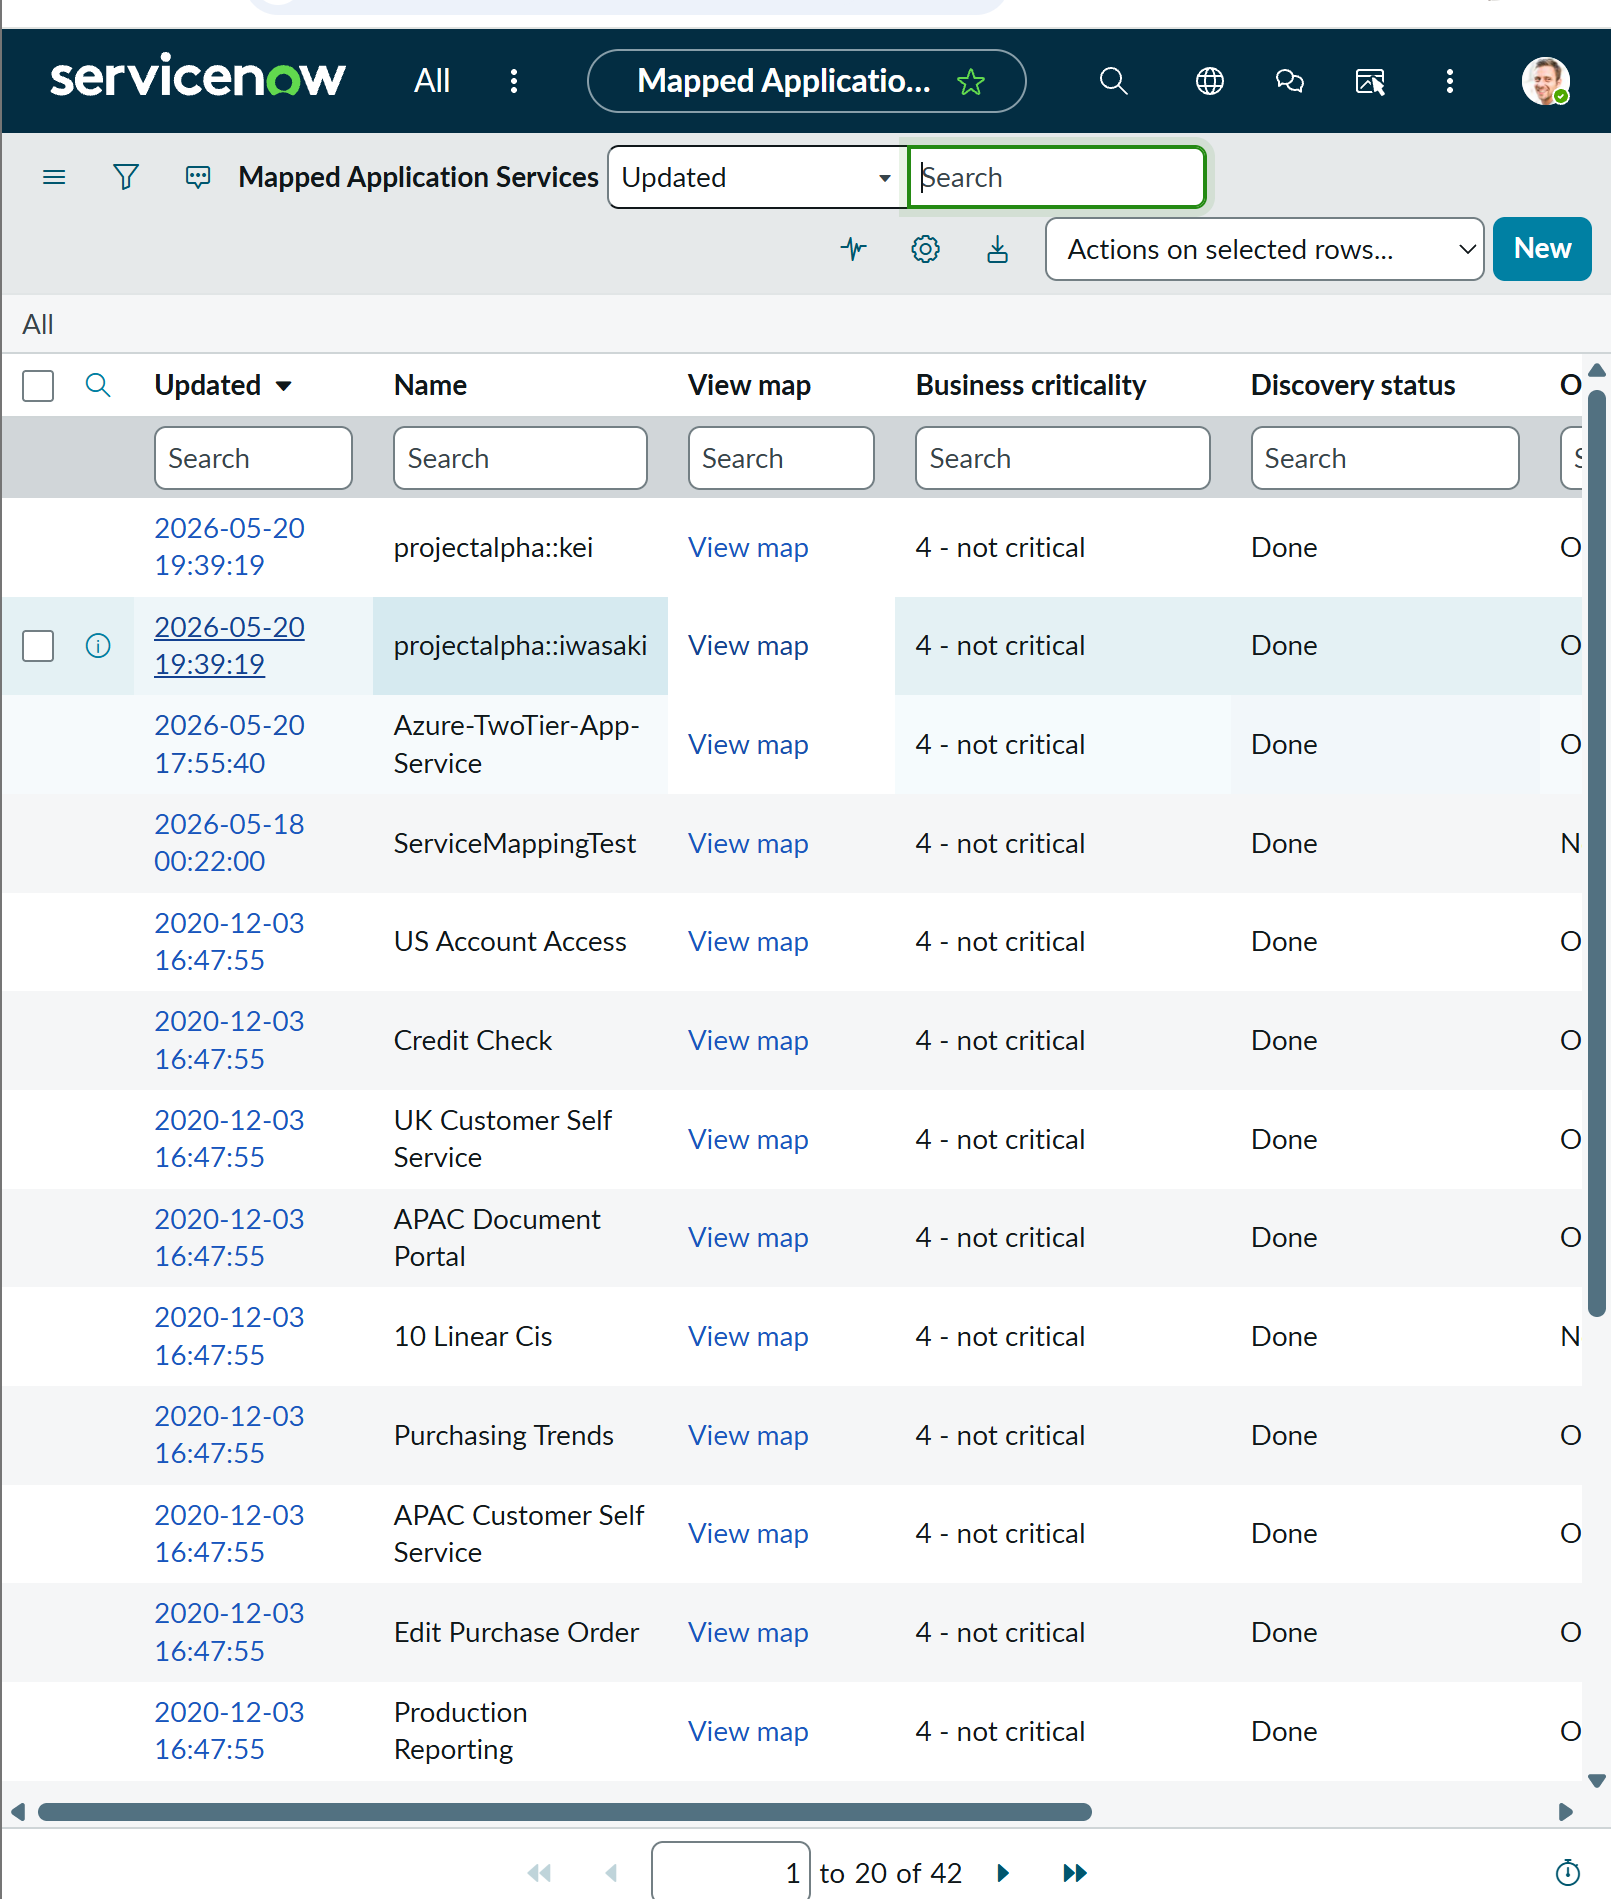 servicenow All Mapped Applicatio...
Mapped Application Services Updated Search
Actions on selected rows... New
All
Updated Name View map Business criticality Discovery status O
Search Search Search Search Search S
2026-05-20 19:39:19 projectalpha::kei View map 4 - not critical Done O
2026-05-20 19:39:19 projectalpha::iwasaki View map 4 - not critical Done O
2026-05-20 17:55:40 Azure-TwoTier-App-Service View map 4 - not critical Done O
2026-05-18 00:22:00 ServiceMappingTest View map 4 - not critical Done N
2020-12-03 16:47:55 US Account Access View map 4 - not critical Done O
2020-12-03 16:47:55 Credit Check View map 4 - not critical Done O
2020-12-03 16:47:55 UK Customer Self Service View map 4 - not critical Done O
2020-12-03 16:47:55 APAC Document Portal View map 4 - not critical Done O
2020-12-03 16:47:55 10 Linear Cis View map 4 - not critical Done N
2020-12-03 16:47:55 Purchasing Trends View map 4 - not critical Done O
2020-12-03 16:47:55 APAC Customer Self Service View map 4 - not critical Done O
2020-12-03 16:47:55 Edit Purchase Order View map 4 - not critical Done O
2020-12-03 16:47:55 Production Reporting View map 4 - not critical Done O
1 to 20 of 42